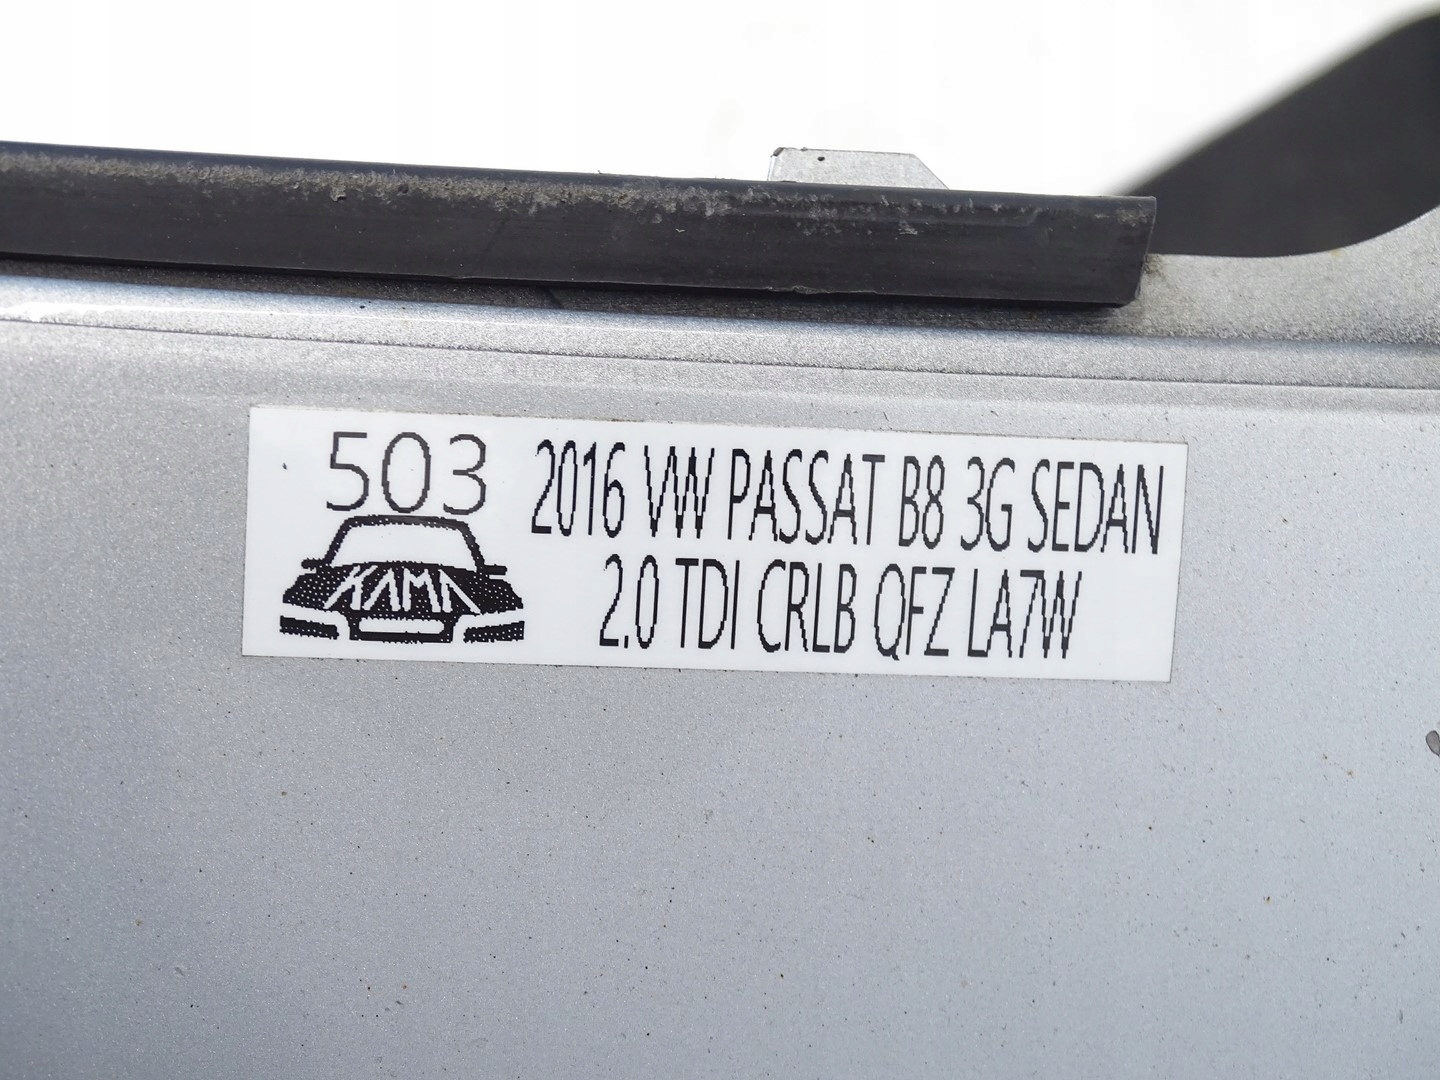 503
KAMA
2016 VW PASSAT B8 3G SEDAN
2.0 TDI CRLB QFZ LA7W